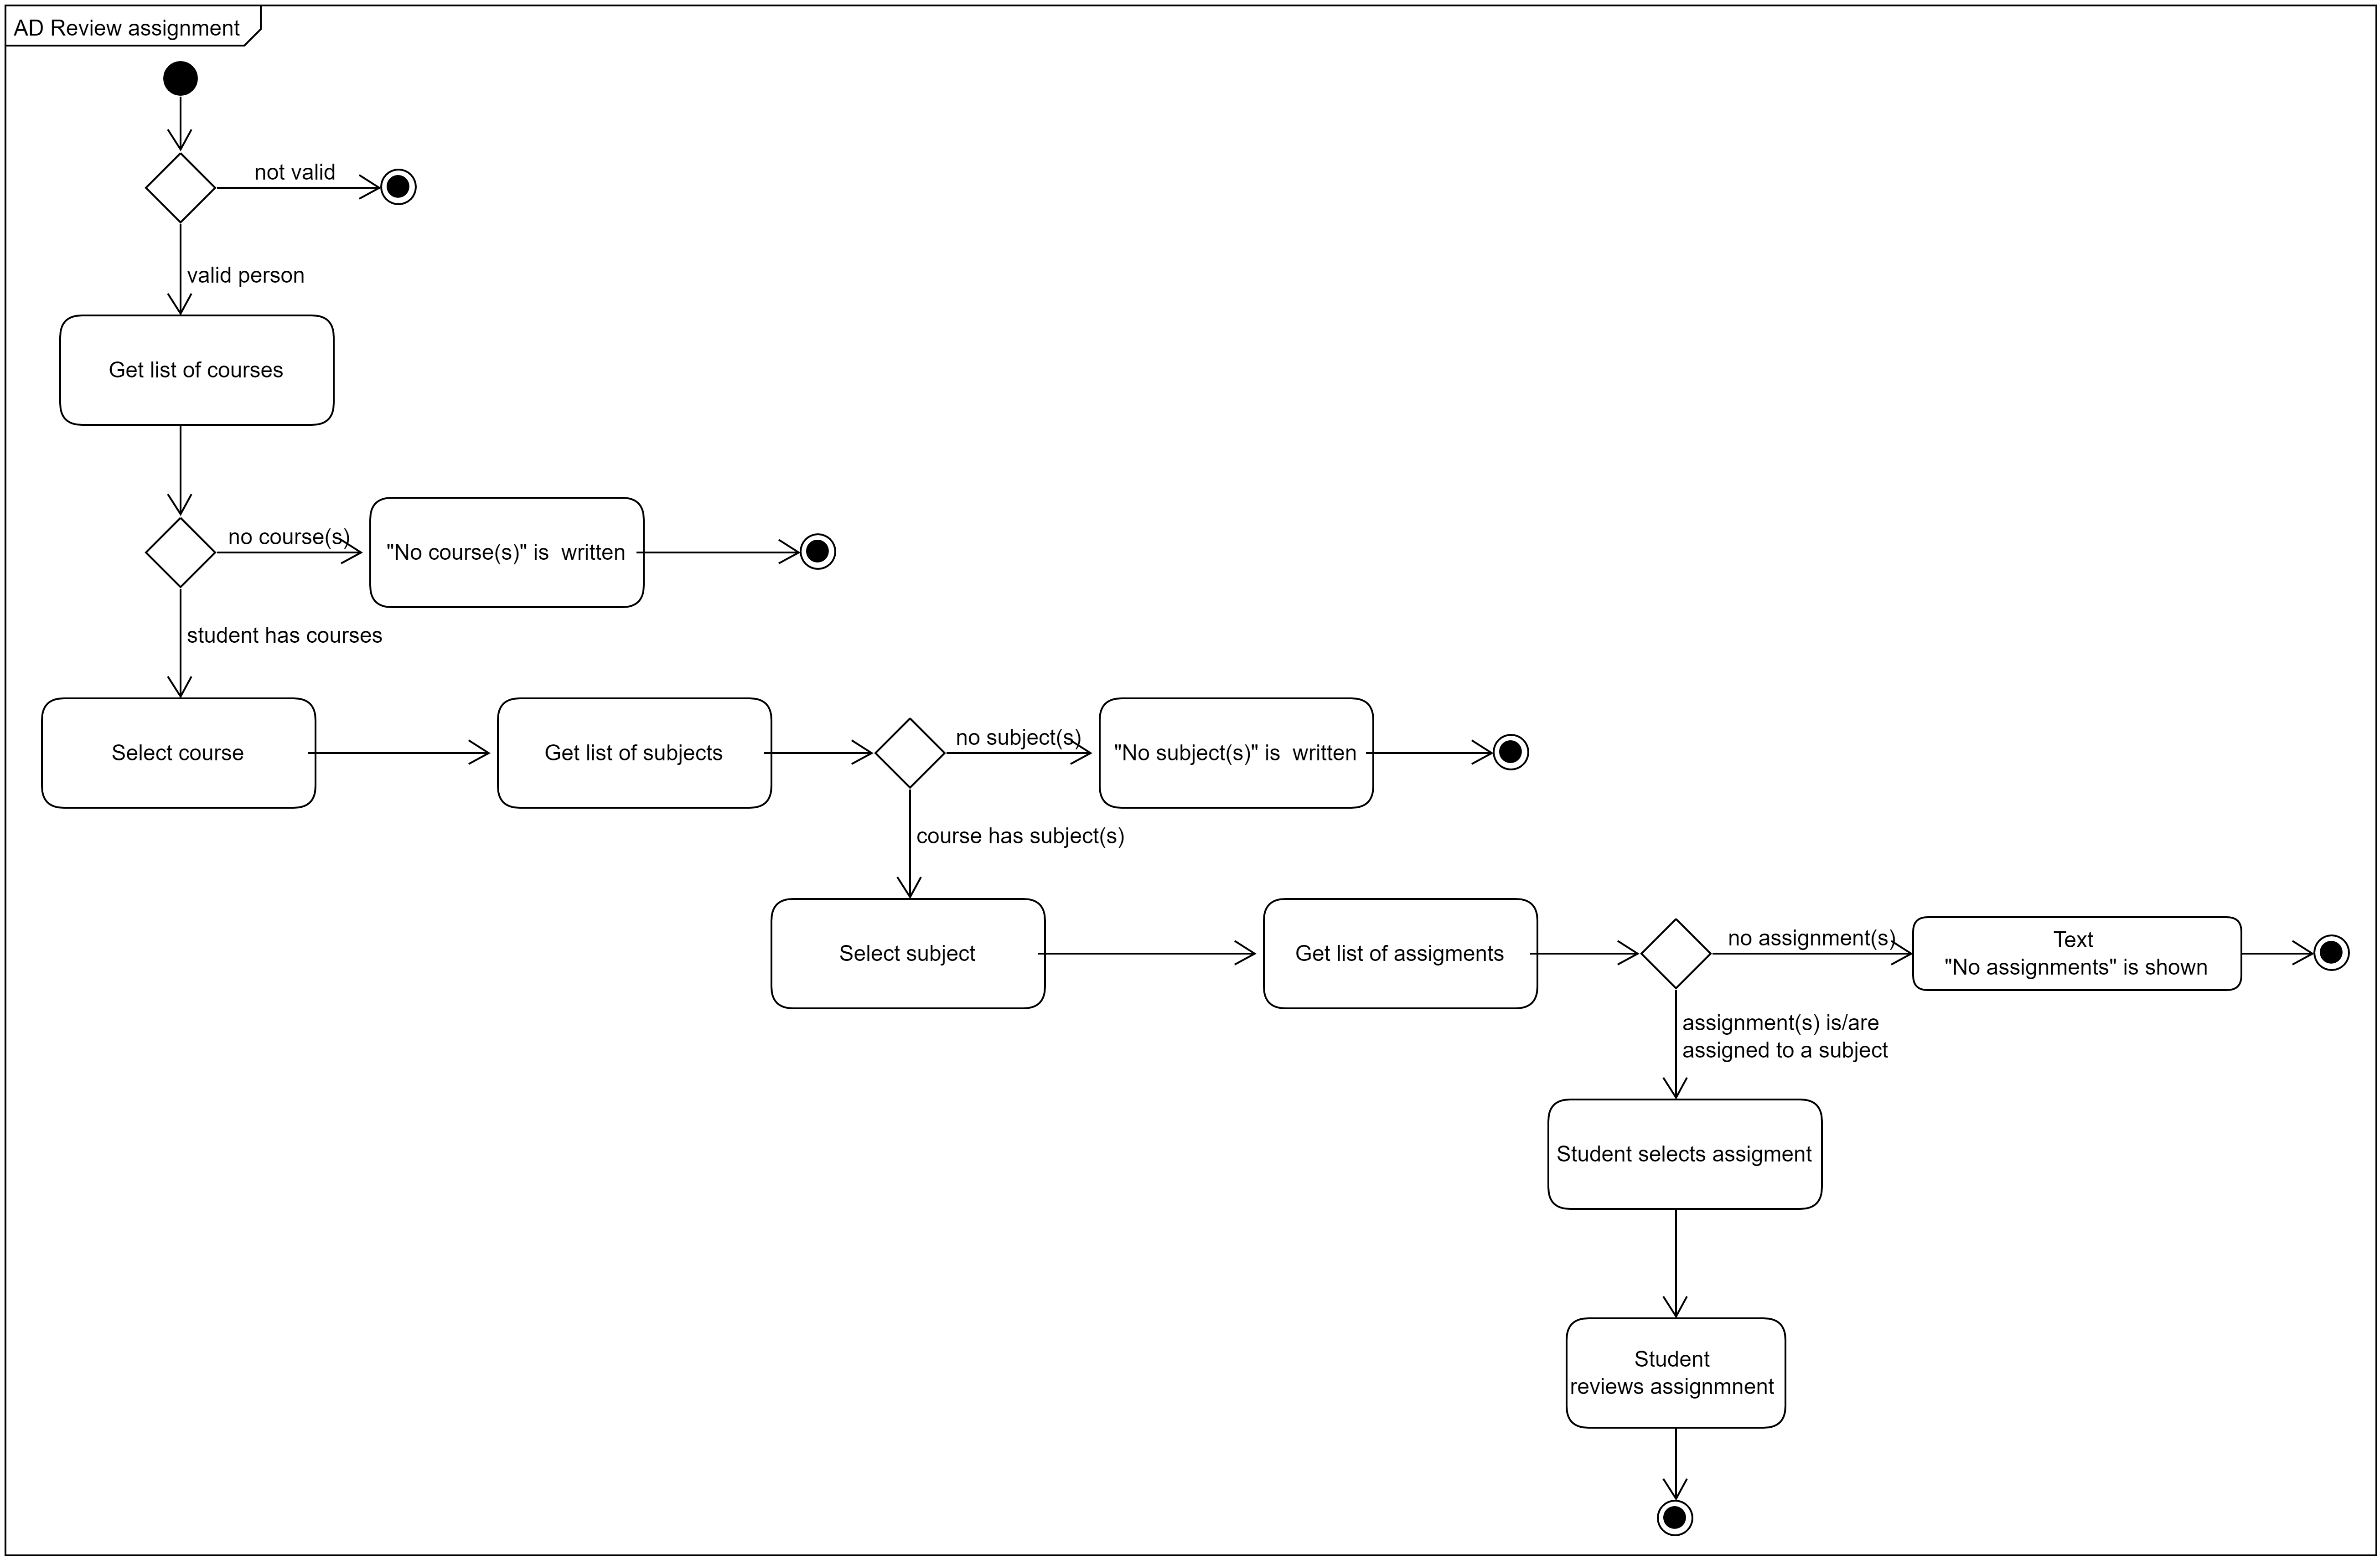 AD Review assignment
not valid
valid person
Get list of courses
no course(s)
"No course(s)" is  written
student has courses
Select course
Get list of subjects
no subject(s)
"No subject(s)" is  written
course has subject(s)
Select subject
Get list of assigments
no assignment(s)
Text
"No assignments" is shown
assignment(s) is/are
assigned to a subject
Student selects assigment
Student
reviews assignmnent